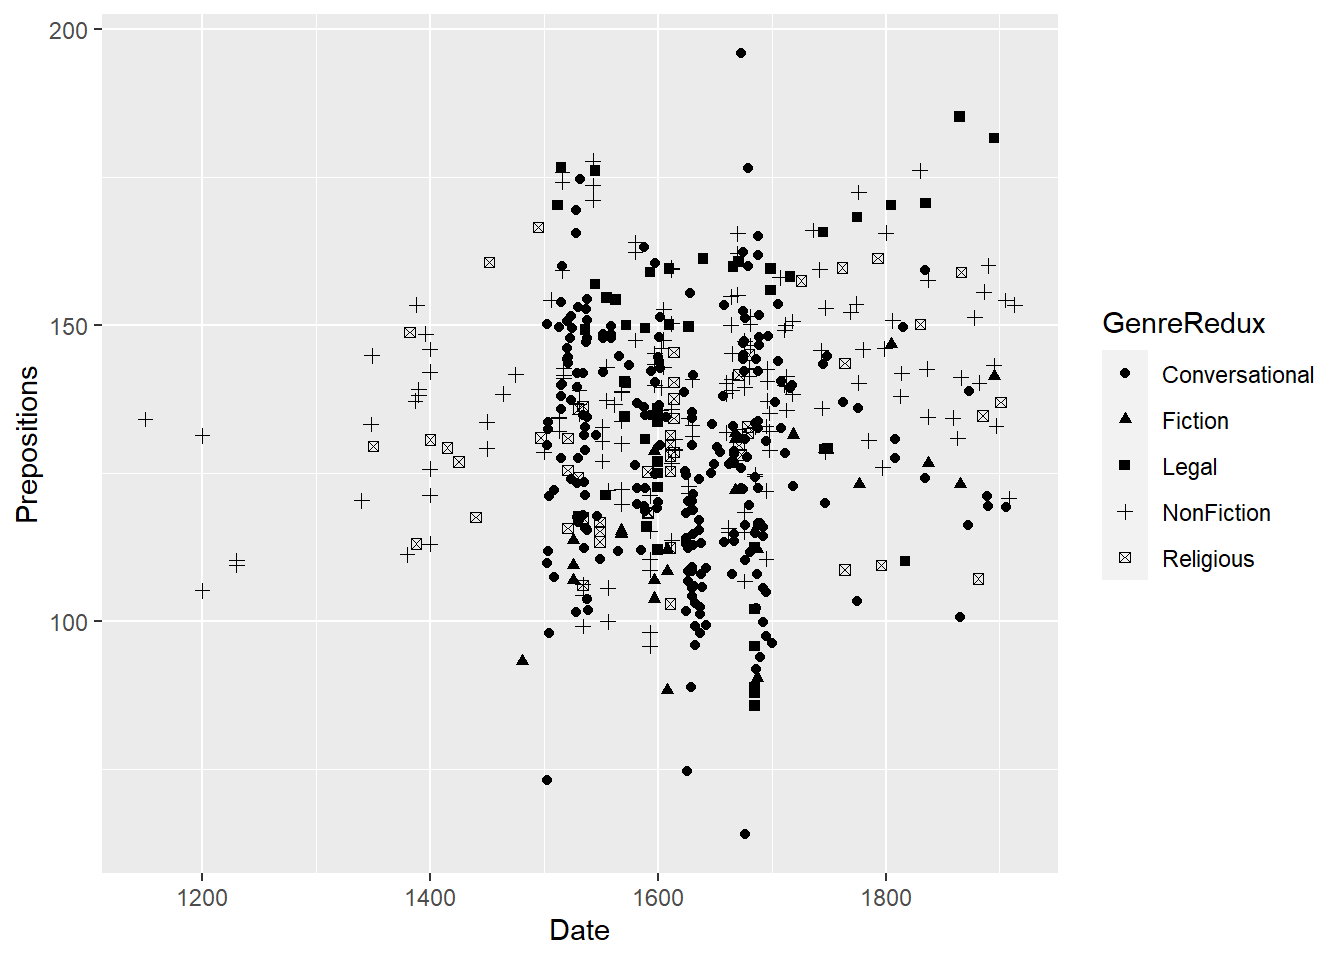 200
150
100
Prepositions
1200
1400
1600
1800
Date
GenreRedux
Conversational
Fiction
Legal
NonFiction
Religious